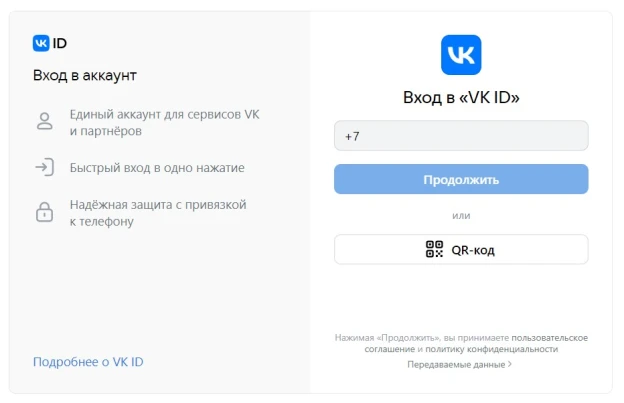 VK ID
Вход в аккаунт
Единый аккаунт для сервисов VK
и партнёров
Быстрый вход в одно нажатие
Надёжная защита с привязкой
к телефону
Подробнее о VK ID
VK
Вход в «VK ID»
+7
Продолжить
или
QR-код
Нажимая «Продолжить», вы принимаете пользовательское
соглашение и политику конфиденциальности
Передаваемые данные >